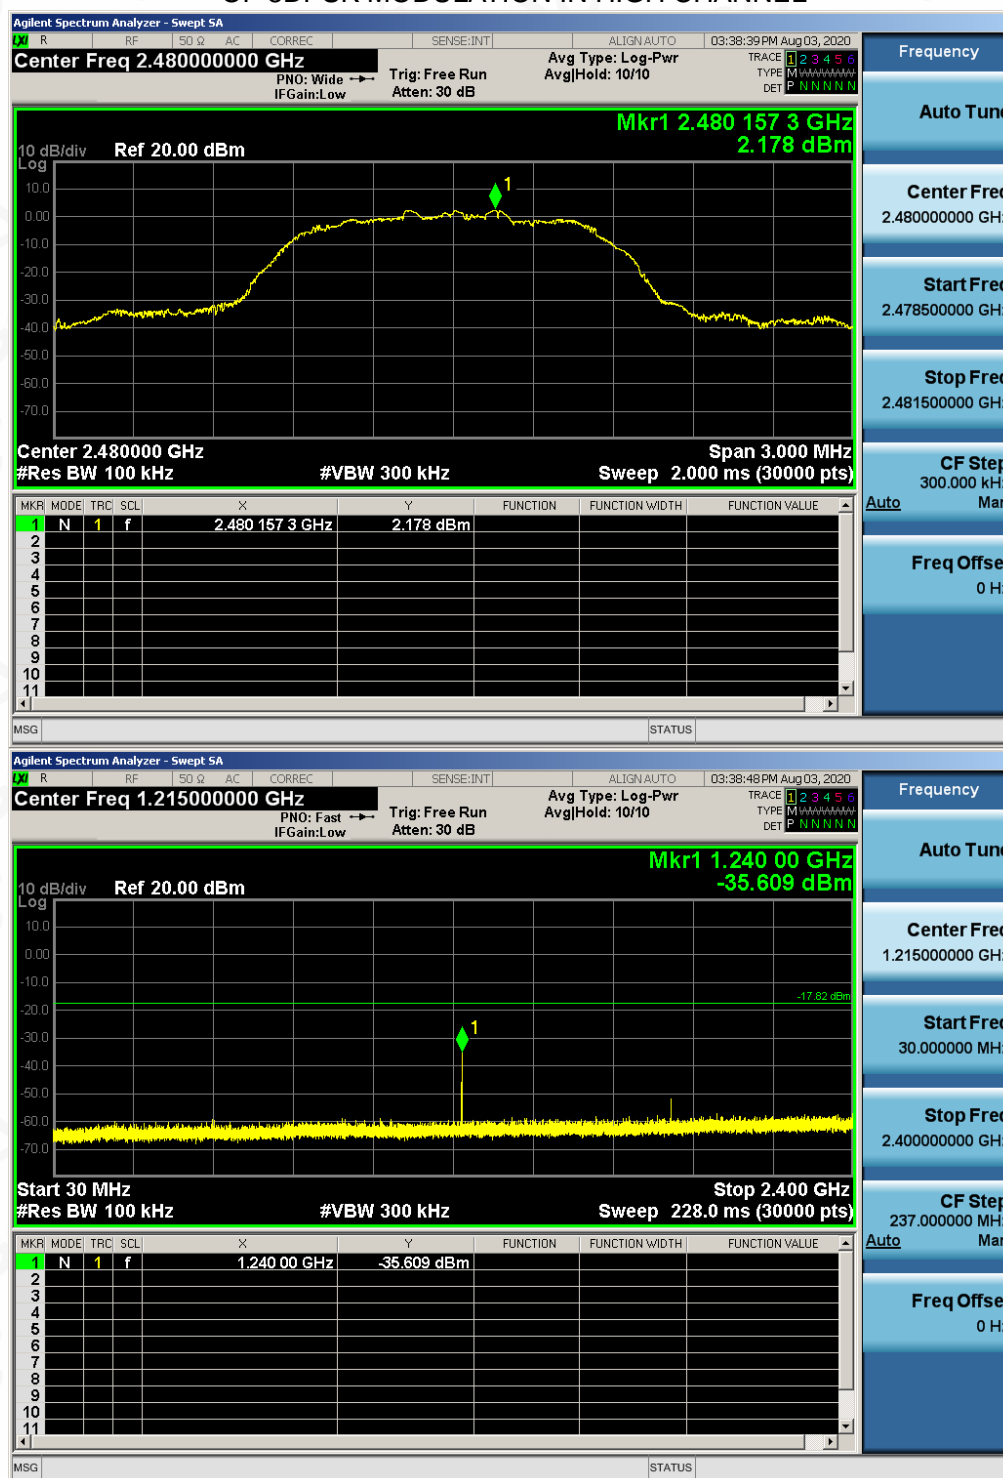 OF 8DPSK MODULATION IN HIGH CHANNEL
Agilent Spectrum Analyzer - Swept SA
LXI R RF 50 Ω AC CORREC SENSE:INT ALIGN AUTO 03:38:39 PM Aug 03, 2020
Center Freq 2.480000000 GHz
PNO: Wide
IFGain:Low
Trig: Free Run
Atten: 30 dB
Avg Type: Log-Pwr
Avg|Hold: 10/10
TRACE 1 2 3 4 5 6
TYPE M
DET P N N N N N
Mkr1 2.480 157 3 GHz
2.178 dBm
10 dB/div Ref 20.00 dBm
Log
10.0
0.00
-10.0
-20.0
-30.0
-40.0
-50.0
-60.0
-70.0
1
Center 2.480000 GHz Span 3.000 MHz
#Res BW 100 kHz #VBW 300 kHz Sweep 2.000 ms (30000 pts)
MKR MODE TRC SCL X Y FUNCTION FUNCTION WIDTH FUNCTION VALUE
1 N 1 f 2.480 157 3 GHz 2.178 dBm
2
3
4
5
6
7
8
9
10
11
MSG STATUS
Frequency
Auto Tun
Center Fre
2.480000000 GH
Start Fre
2.478500000 GH
Stop Fre
2.481500000 GH
CF Ste
300.000 kH
Auto Ma
Freq Offse
0 H
Agilent Spectrum Analyzer - Swept SA
LXI R RF 50 Ω AC CORREC SENSE:INT ALIGN AUTO 03:38:48 PM Aug 03, 2020
Center Freq 1.215000000 GHz
PNO: Fast
IFGain:Low
Trig: Free Run
Atten: 30 dB
Avg Type: Log-Pwr
Avg|Hold: 10/10
TRACE 1 2 3 4 5 6
TYPE M
DET P N N N N N
Mkr1 1.240 00 GHz
-35.609 dBm
10 dB/div Ref 20.00 dBm
Log
10.0
0.00
-10.0
-20.0
-30.0
-40.0
-50.0
-60.0
-70.0
-17.82 dBm
1
Start 30 MHz Stop 2.400 GHz
#Res BW 100 kHz #VBW 300 kHz Sweep 228.0 ms (30000 pts)
MKR MODE TRC SCL X Y FUNCTION FUNCTION WIDTH FUNCTION VALUE
1 N 1 f 1.240 00 GHz -35.609 dBm
2
3
4
5
6
7
8
9
10
11
MSG STATUS
Frequency
Auto Tun
Center Fre
1.215000000 GH
Start Fre
30.000000 MH
Stop Fre
2.400000000 GH
CF Ste
237.000000 MH
Auto Ma
Freq Offse
0 H